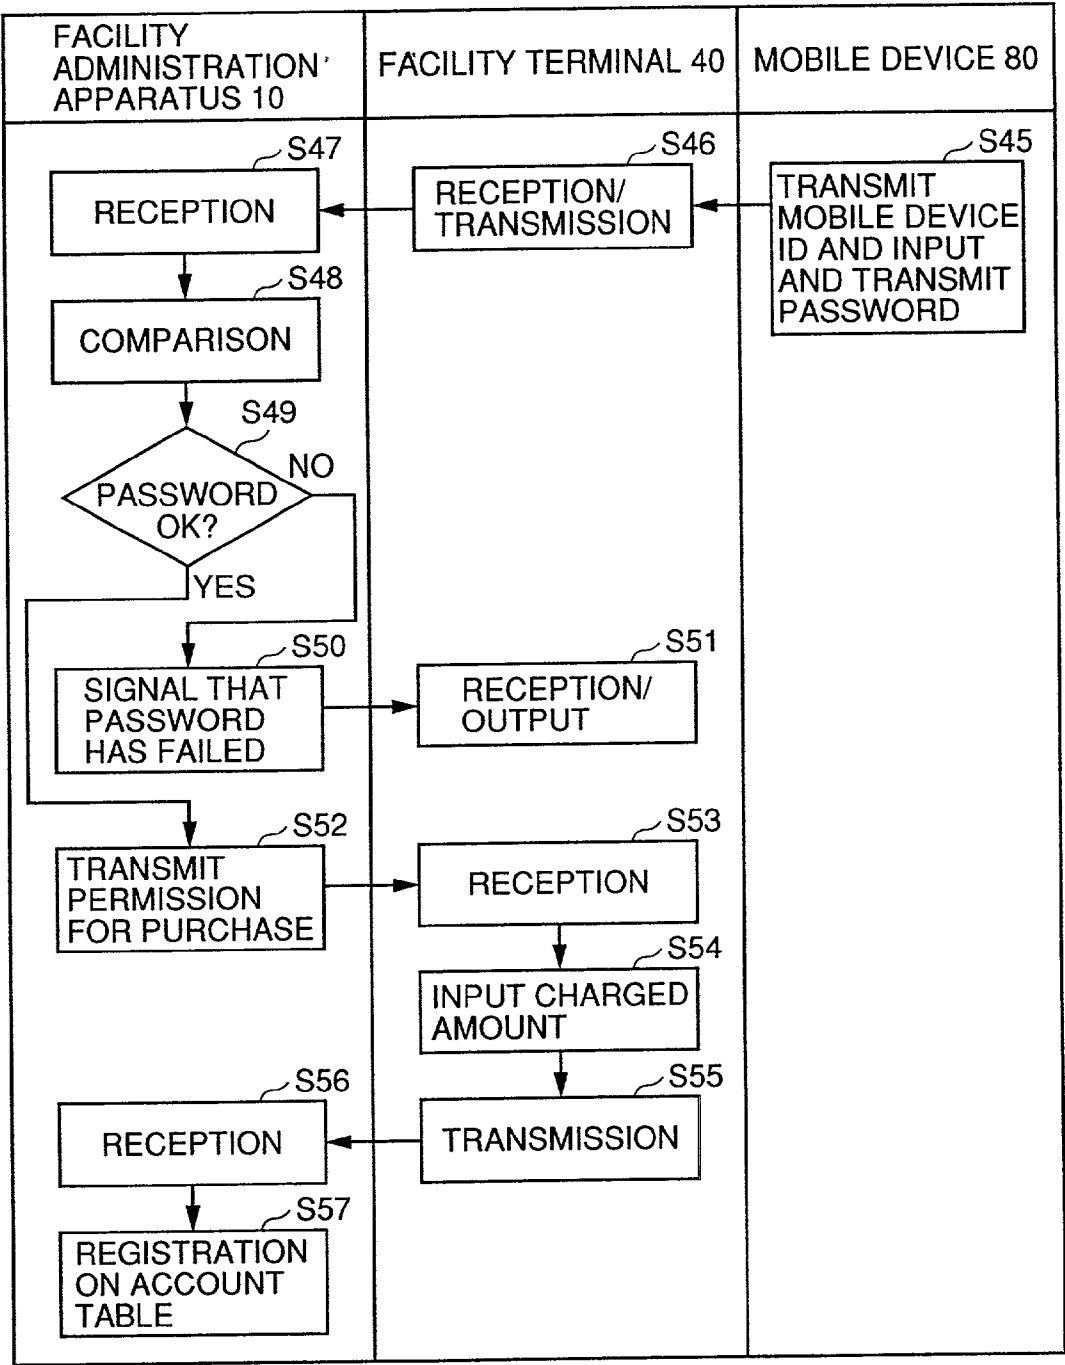 FACILITY
ADMINISTRATION
APPARATUS 10
FACILITY TERMINAL 40
MOBILE DEVICE 80
S47
RECEPTION
S46
RECEPTION/
TRANSMISSION
S45
TRANSMIT
MOBILE DEVICE
ID AND INPUT
AND TRANSMIT
PASSWORD
S48
COMPARISON
S49
PASSWORD
OK?
NO
YES
S50
SIGNAL THAT
PASSWORD
HAS FAILED
S51
RECEPTION/
OUTPUT
S52
TRANSMIT
PERMISSION
FOR PURCHASE
S53
RECEPTION
S54
INPUT CHARGED
AMOUNT
S55
TRANSMISSION
S56
RECEPTION
S57
REGISTRATION
ON ACCOUNT
TABLE